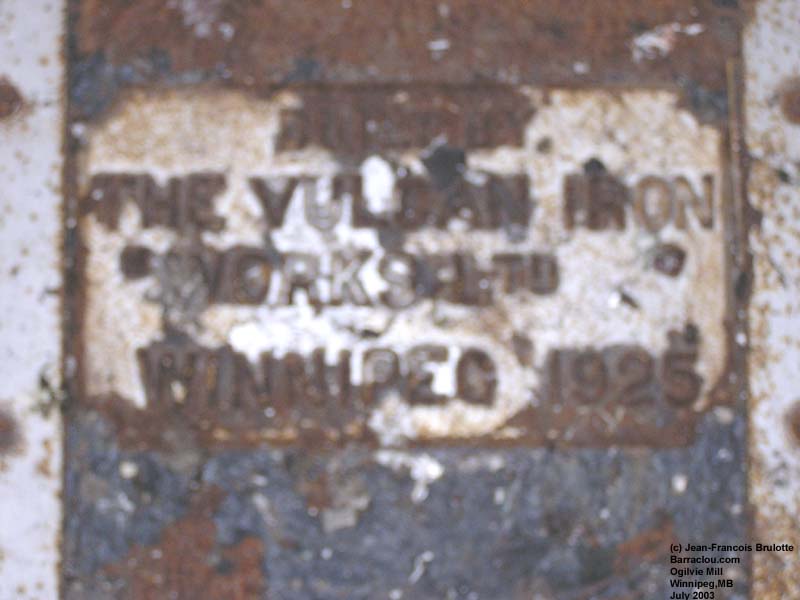 THE VULCAN IRON
WORKS LTD
WINNIPEG 1925
(c) Jean-Francois Brulotte
Barraclou.com
Ogilvie Mill
Winnipeg,MB
July 2003